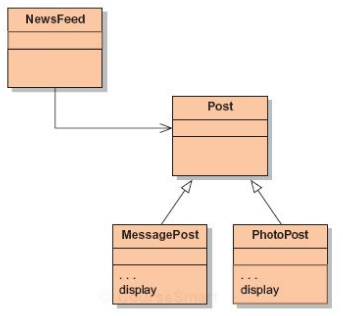 NewsFeed
Post
MessagePost
PhotoPost
. . .
display
. . .
display